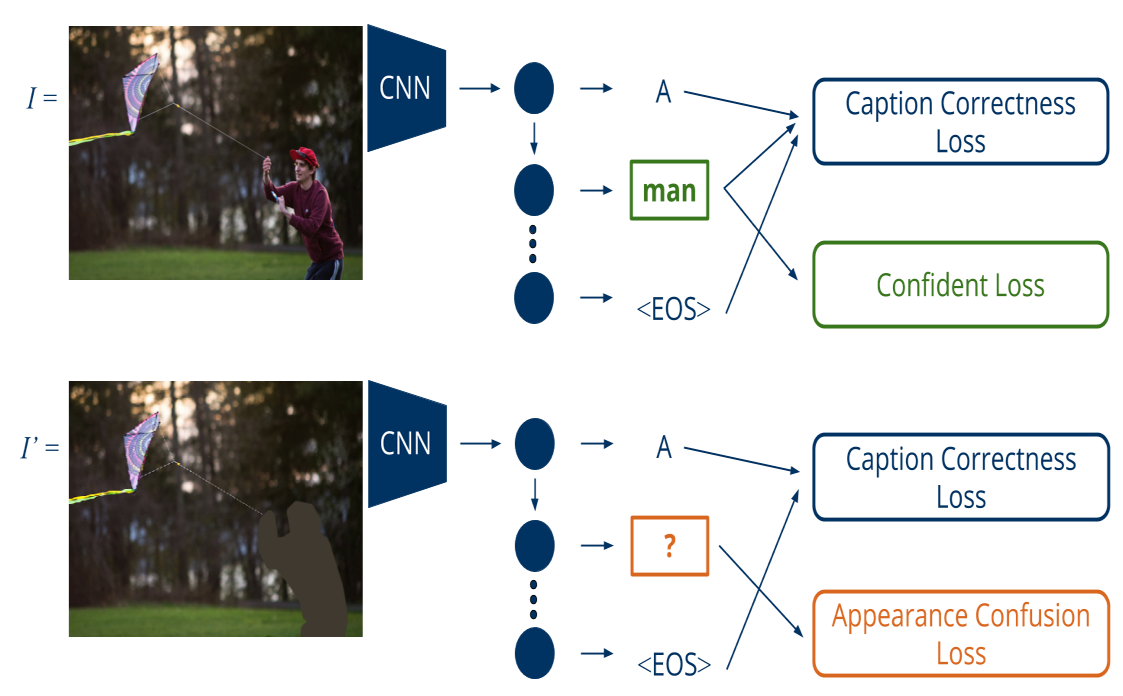 I =
CNN
A
man
<EOS>
Caption Correctness
Loss
Confident Loss
I’ =
CNN
A
?
<EOS>
Caption Correctness
Loss
Appearance Confusion
Loss